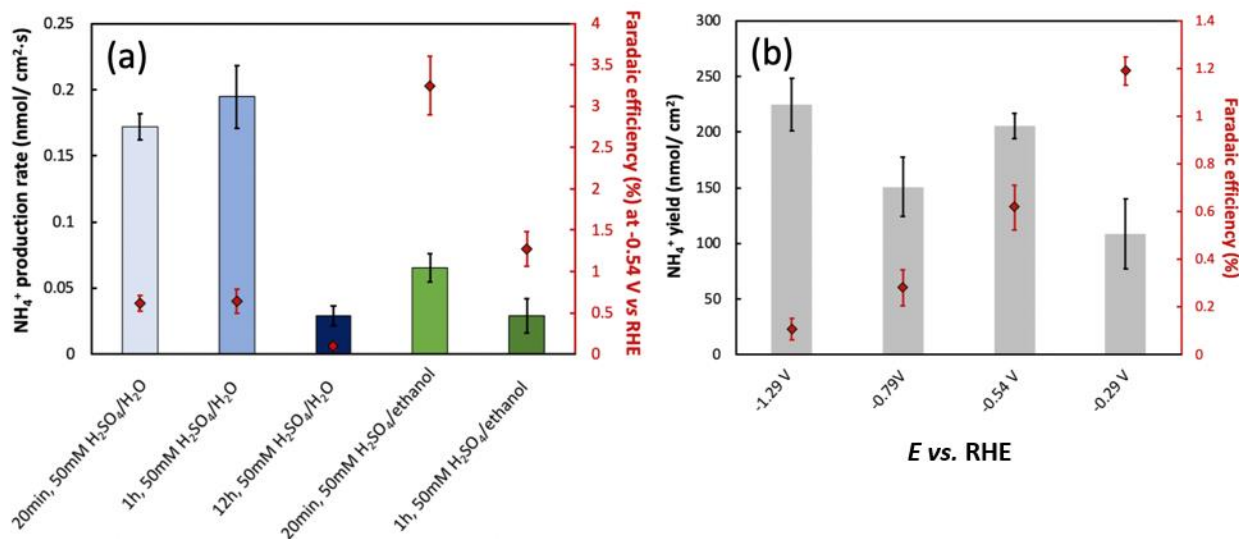 (a)
NH₄⁺ production rate (nmol/ cm²·s)
0.25
0.2
0.15
0.1
0.05
0
4
3.5
3
2.5
2
1.5
1
0.5
0
Faradaic efficiency (%) at -0.54 V vs RHE
20min, 50mM H₂SO₄/H₂O
1h, 50mM H₂SO₄/H₂O
12h, 50mM H₂SO₄/H₂O
20min, 50mM H₂SO₄/ethanol
1h, 50mM H₂SO₄/ethanol
(b)
NH₄⁺ yield (nmol/ cm²)
300
250
200
150
100
50
0
1.4
1.2
1
0.8
0.6
0.4
0.2
0
Faradaic efficiency (%)
-1.29 V
-0.79V
-0.54 V
-0.29 V
E vs. RHE